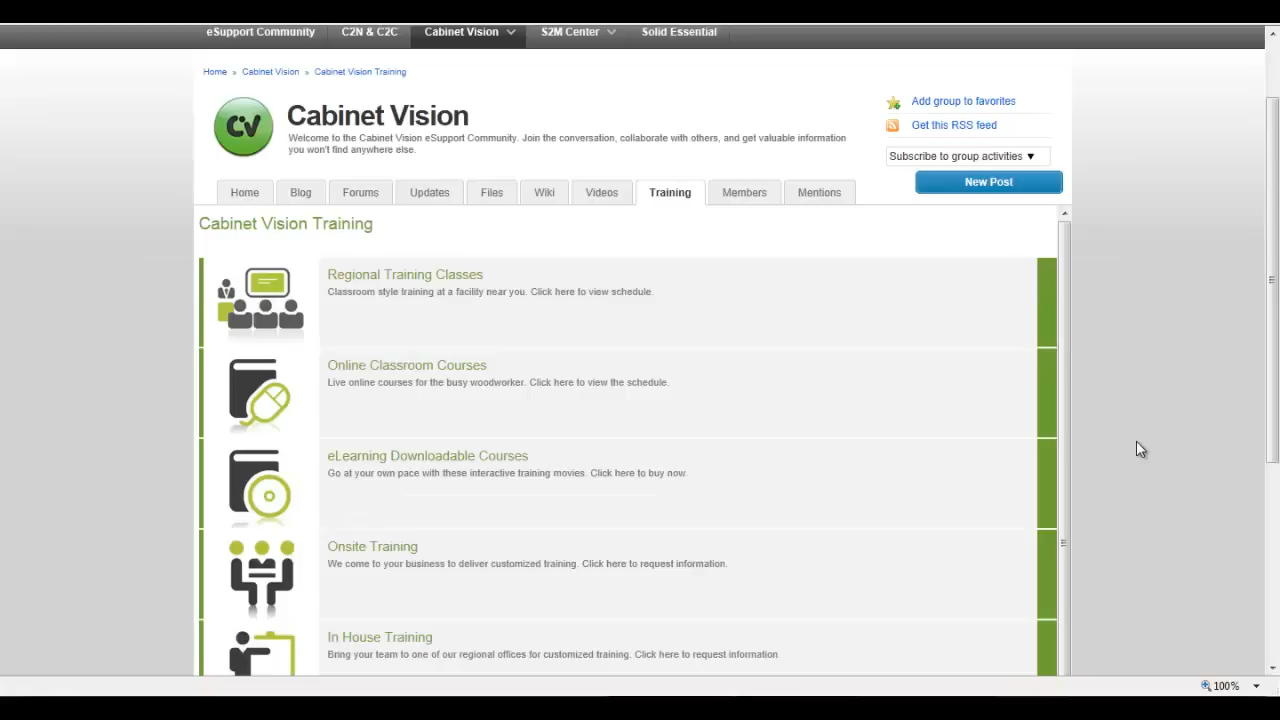 eSupport Community C2N & C2C Cabinet Vision S2M Center Solid Essential
Home » Cabinet Vision » Cabinet Vision Training
CV
Cabinet Vision
Welcome to the Cabinet Vision eSupport Community. Join the conversation, collaborate with others, and get valuable information
you won't find anywhere else.
Add group to favorites
Get this RSS feed
Subscribe to group activities ▼
New Post
Home Blog Forums Updates Files Wiki Videos Training Members Mentions
Cabinet Vision Training
Regional Training Classes
Classroom style training at a facility near you. Click here to view schedule.
Online Classroom Courses
Live online courses for the busy woodworker. Click here to view the schedule.
eLearning Downloadable Courses
Go at your own pace with these interactive training movies. Click here to buy now.
Onsite Training
We come to your business to deliver customized training. Click here to request information.
In House Training
Bring your team to one of our regional offices for customized training. Click here to request information
100%